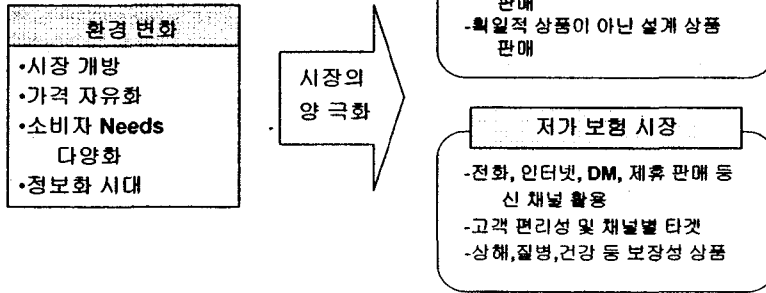 환경 변화
•시장 개방
•가격 자유화
•소비자 Needs
다양화
•정보화 시대
시장의
양 극화
판매
-획일적 상품이 아닌 설계 상품
판매
저가 보험 시장
-전화, 인터넷, DM, 제휴 판매 등
신 채널 활용
-고객 편리성 및 채널별 타겟
-상해,질병,건강 등 보장성 상품